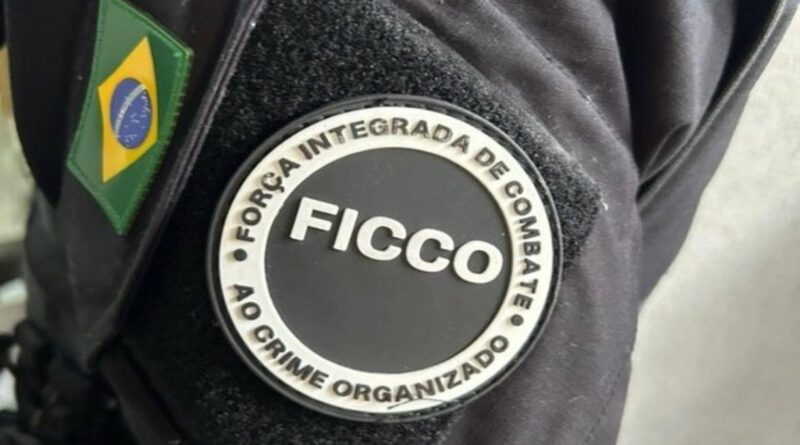 FORÇA INTEGRADA DE COMBATE
FICCO
AO CRIME ORGANIZADO